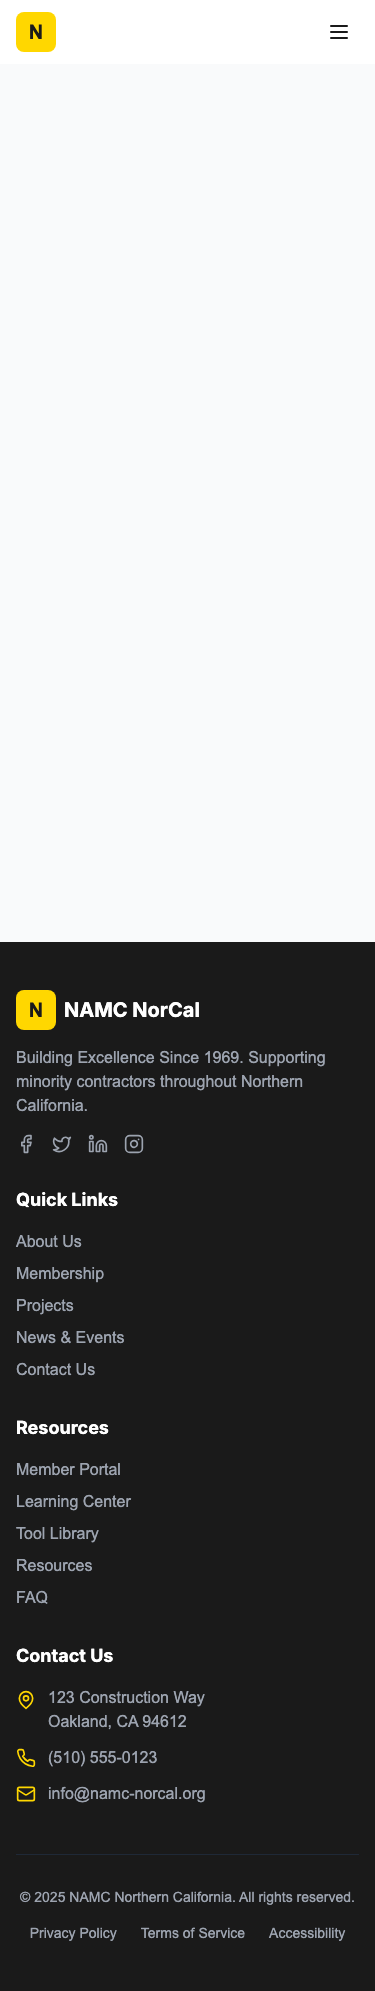 N
N NAMC NorCal
Building Excellence Since 1969. Supporting
minority contractors throughout Northern
California.
Quick Links
About Us
Membership
Projects
News & Events
Contact Us
Resources
Member Portal
Learning Center
Tool Library
Resources
FAQ
Contact Us
123 Construction Way
Oakland, CA 94612
(510) 555-0123
info@namc-norcal.org
© 2025 NAMC Northern California. All rights reserved.
Privacy Policy Terms of Service Accessibility